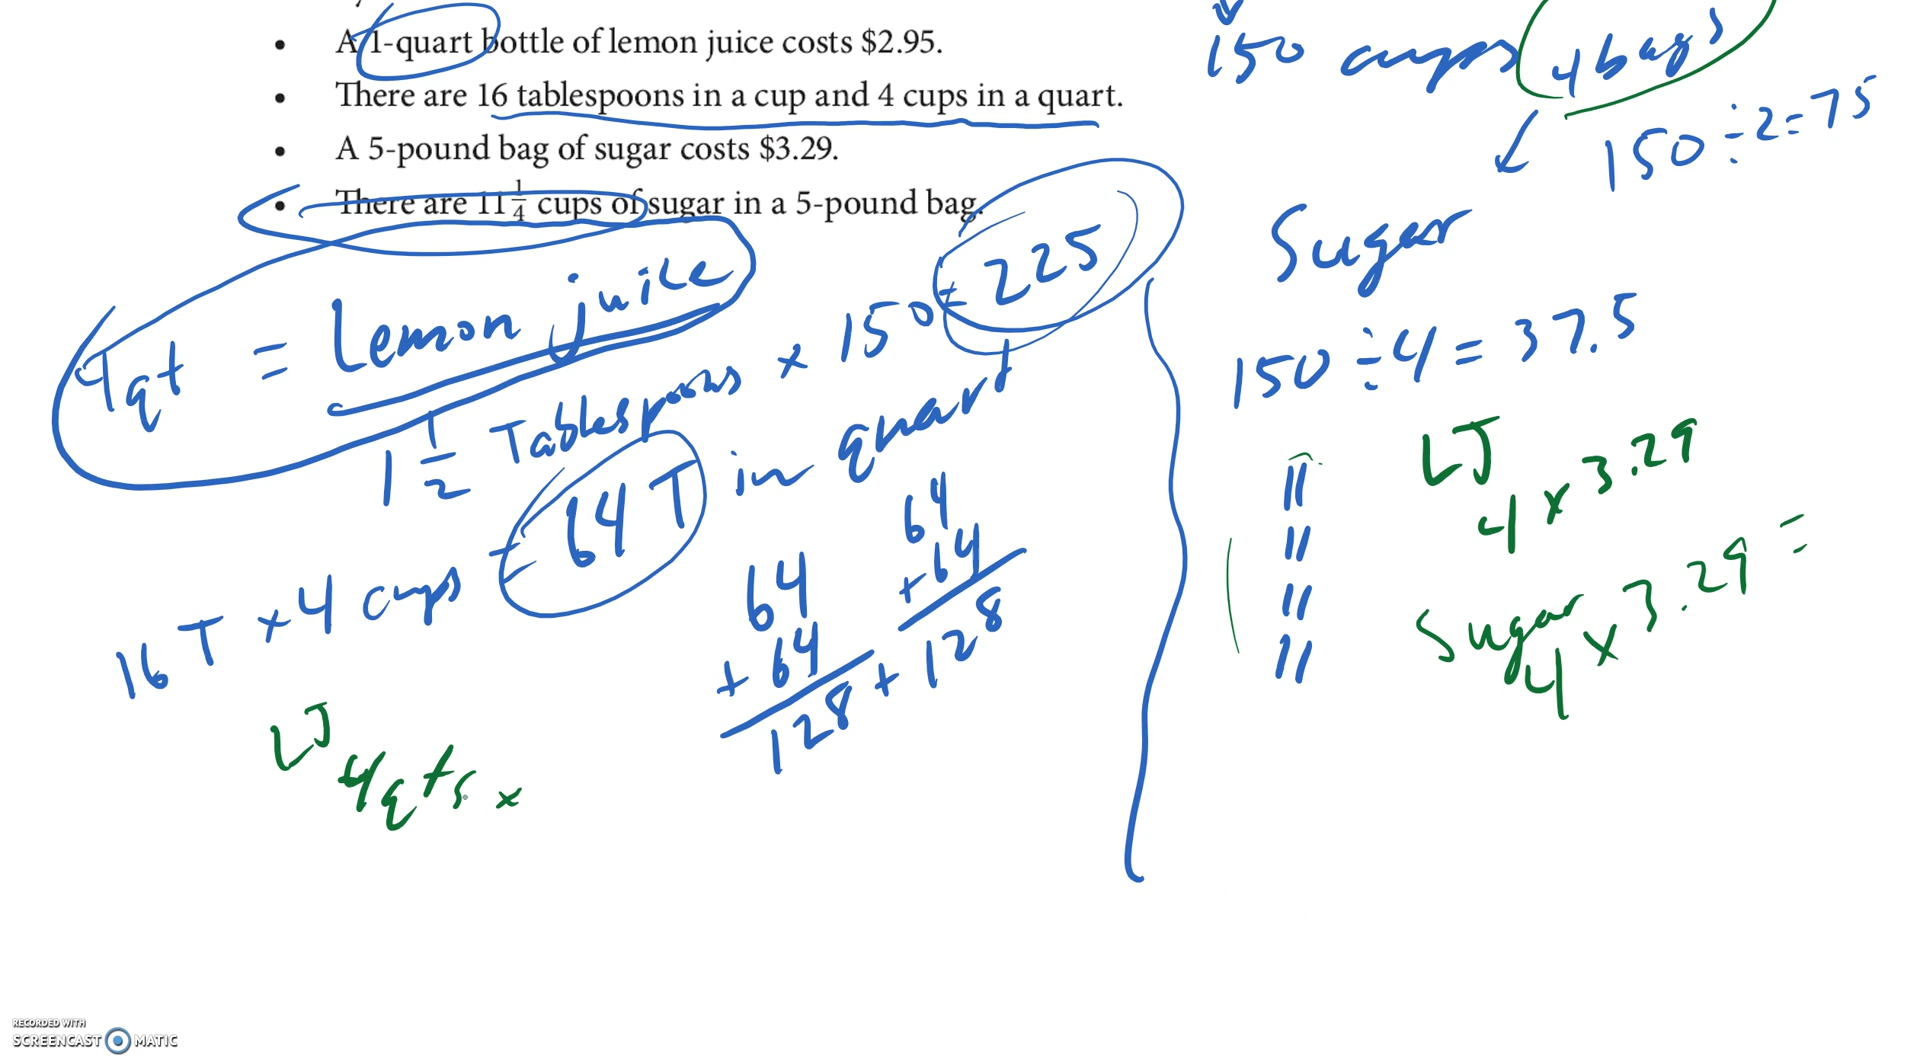 • A 1-quart bottle of lemon juice costs $2.95.
• There are 16 tablespoons in a cup and 4 cups in a quart.
• A 5-pound bag of sugar costs $3.29.
• There are 11 1/4 cups of sugar in a 5-pound bag.
150 cups 4 bags
150 ÷ 2 = 75
4qt = Lemon juice
1 1/2 Tablespoons × 150 = 225
16 T × 4 cups = 64 T in quart
64
+ 64
128
64
+ 64
+ 128
LJ
4qts ×
Sugar
150 ÷ 4 = 37.5
11
11
11
11
LJ
4 × 3.29
Sugar
4 × 3.29 =
RECORDED WITH
SCREENCAST MATIC